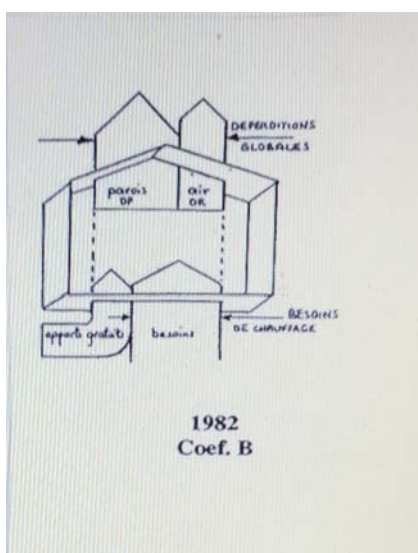 DEPERDITIONS
GLOBALES
parois
DP
air
DR
BESOINS
DE CHAUFFAGE
apports gratuits
besoins
1982
Coef. B